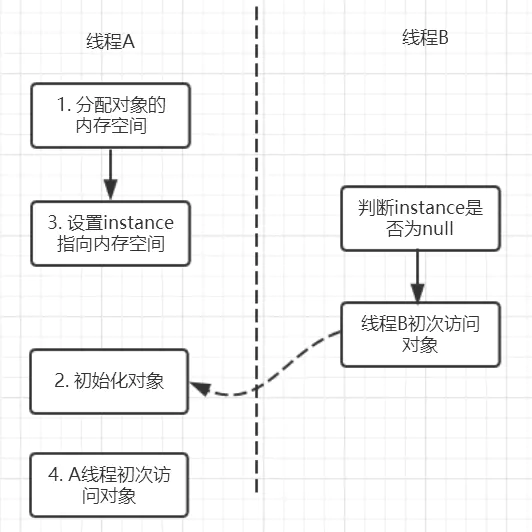 线程A
线程B
1. 分配对象的
内存空间
3. 设置instance
指向内存空间
判断instance是
否为null
线程B初次访问
对象
2. 初始化对象
4. A线程初次访
问对象